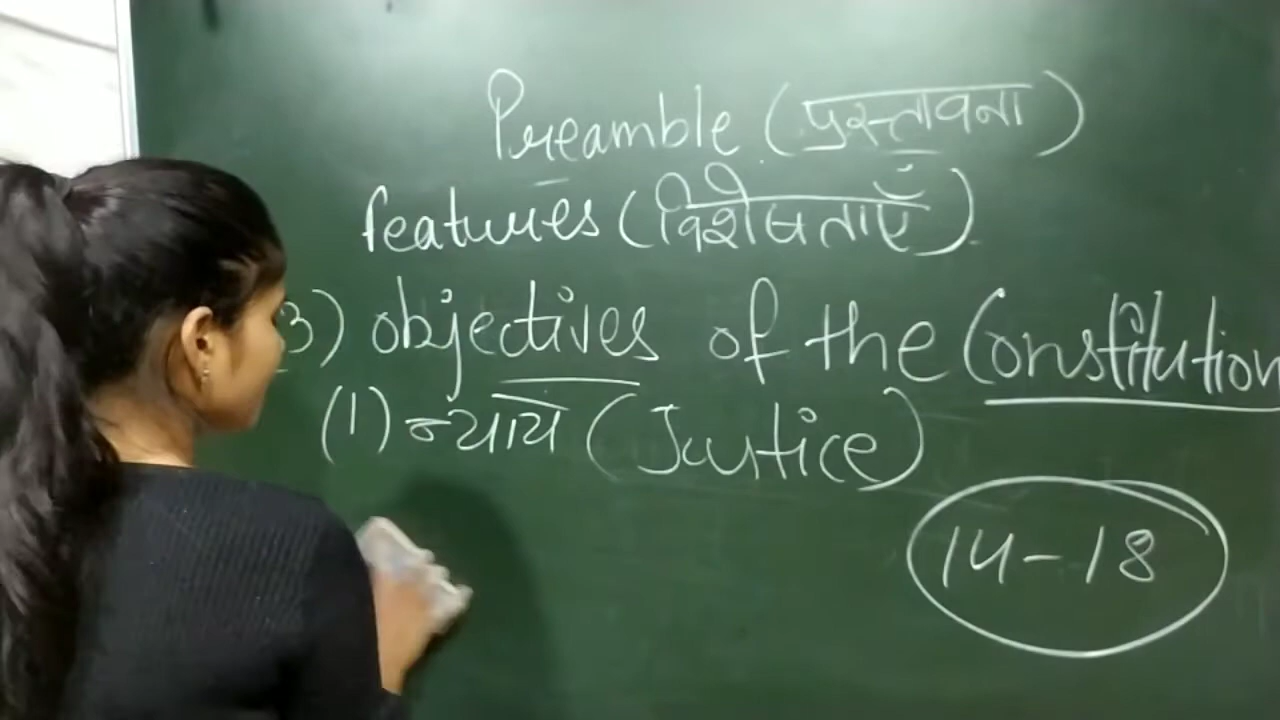 Preamble (प्रस्तावना)
features (विशेषताएँ)
3) objectives of the Constitution
(1) न्याय (Justice)
14-18